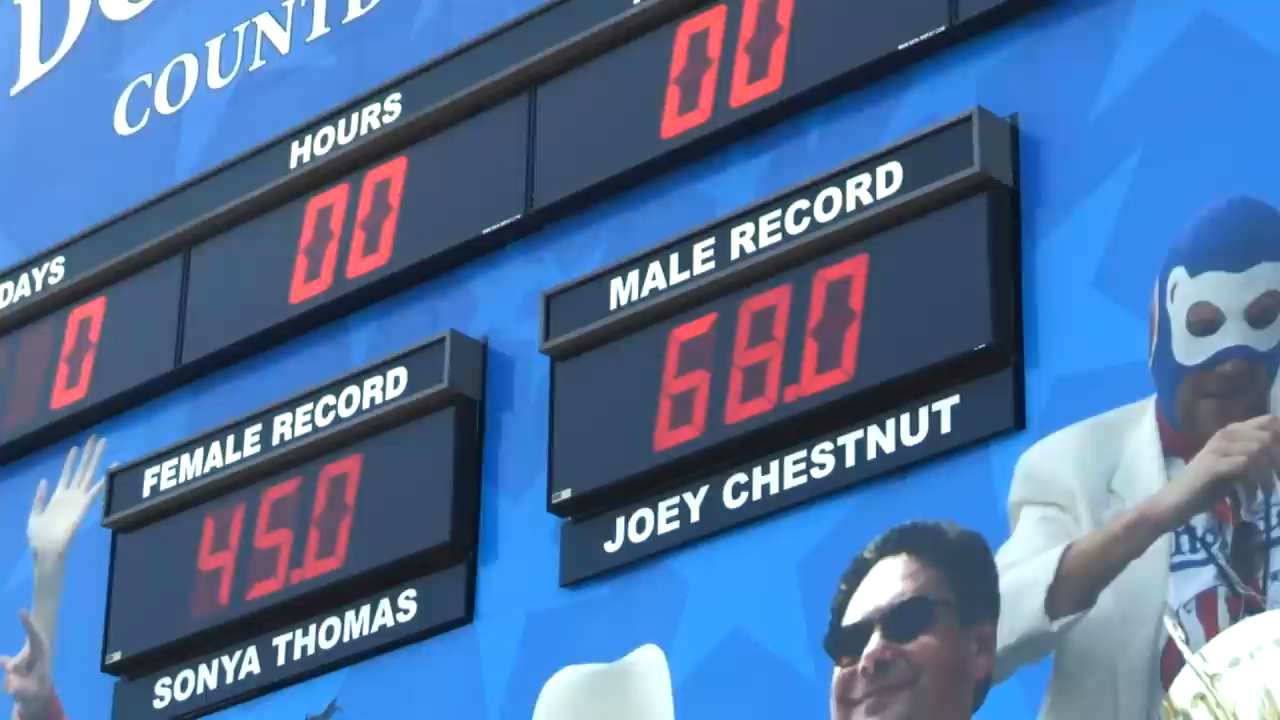 COUNT
HOURS
00
00
DAYS
0
MALE RECORD
68.0
JOEY CHESTNUT
FEMALE RECORD
45.0
SONYA THOMAS